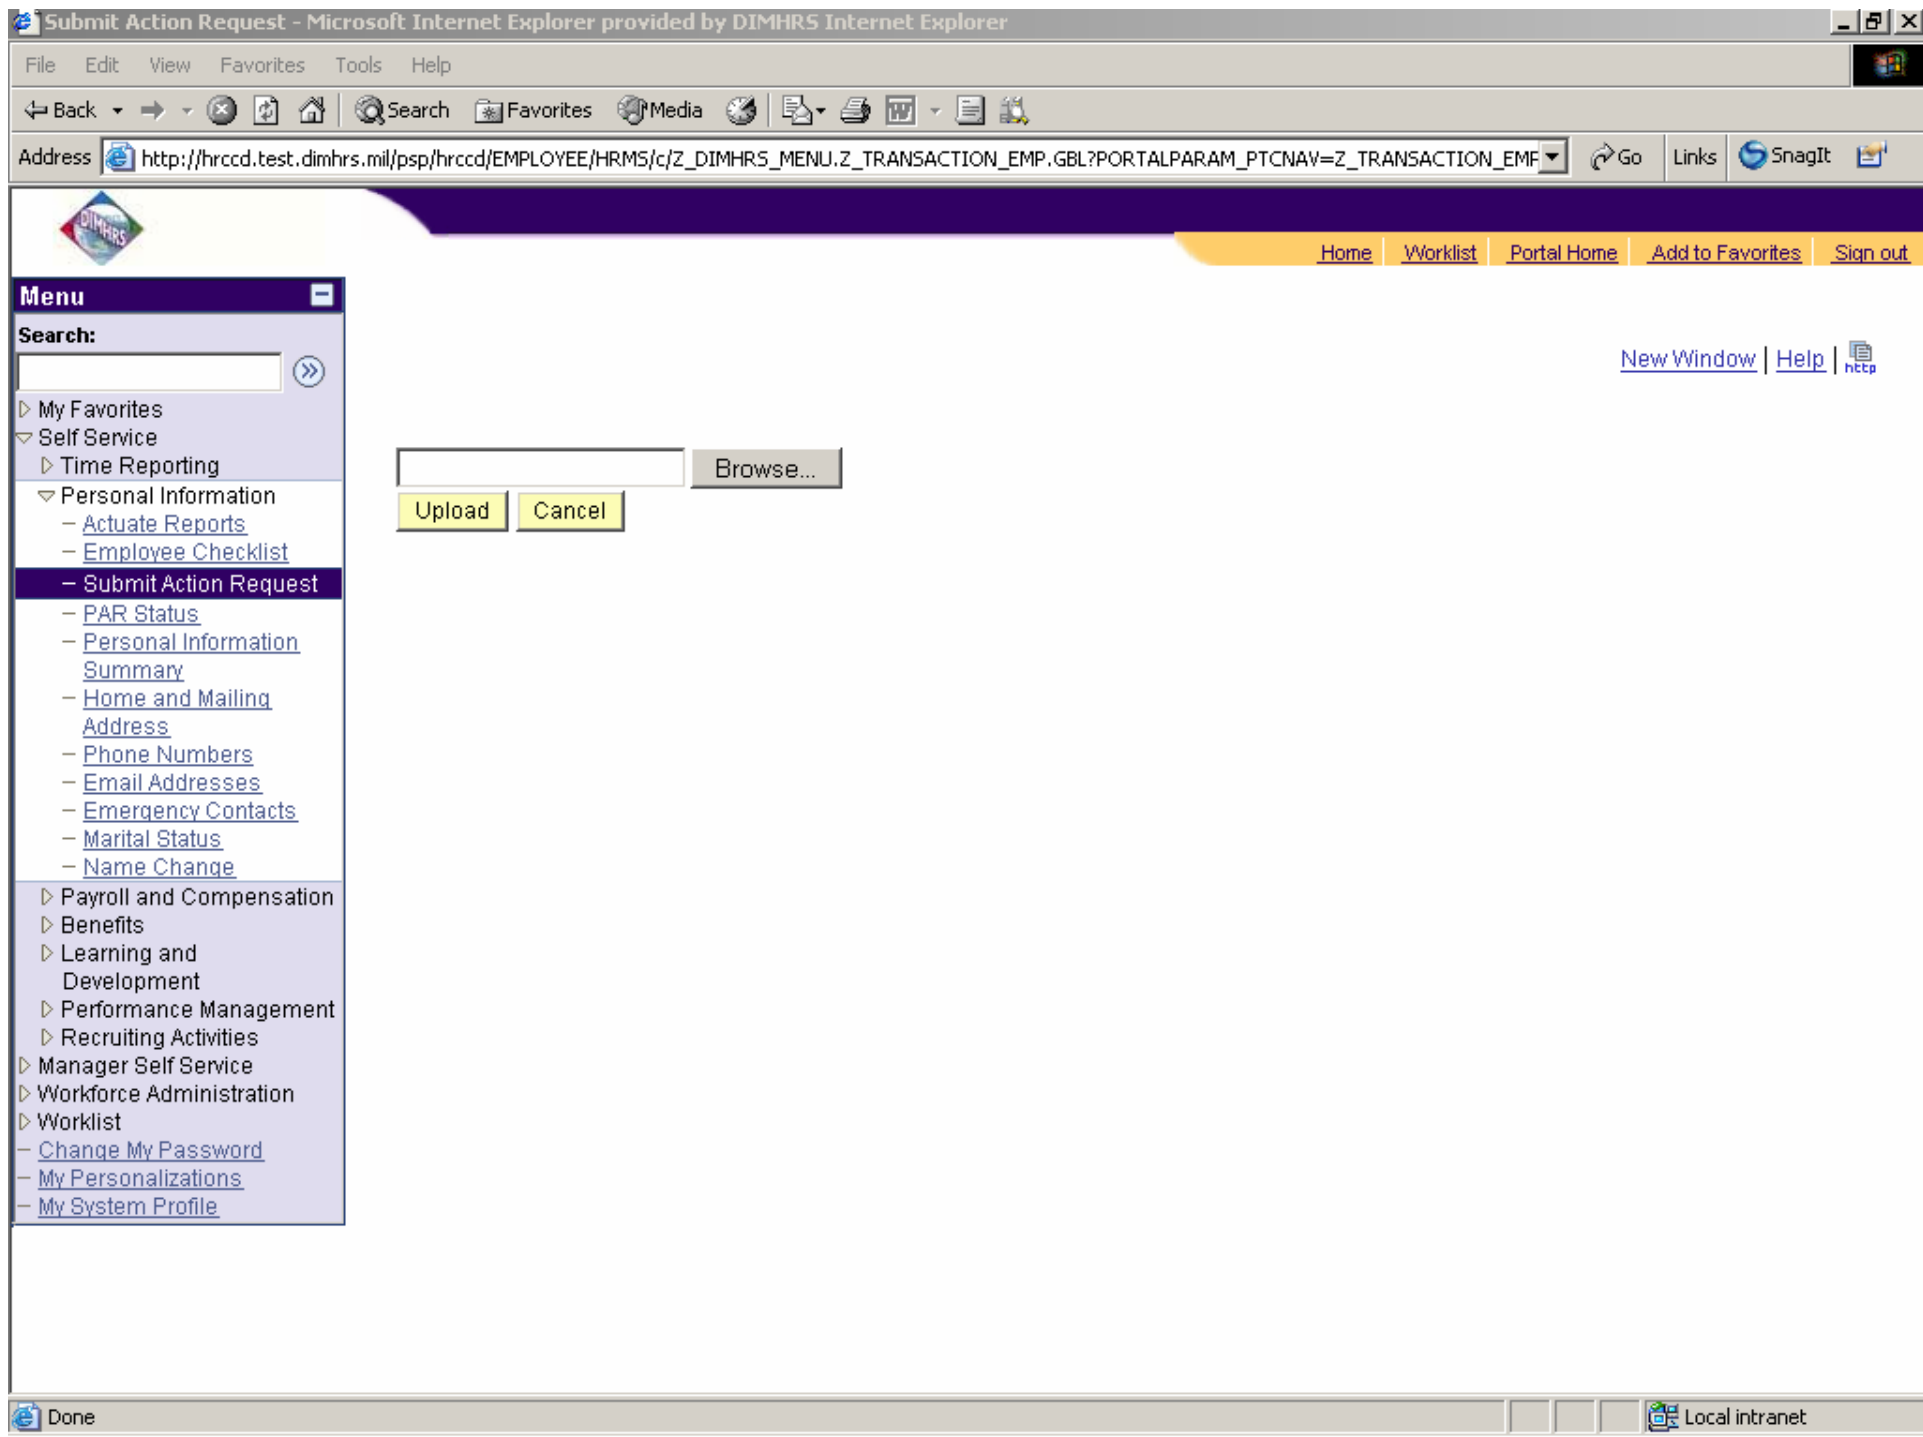 Submit Action Request - Microsoft Internet Explorer provided by DIMHRS Internet Explorer
File Edit View Favorites Tools Help
Back Search Favorites Media
Address http://hrccd.test.dimhrs.mil/psp/hrccd/EMPLOYEE/HRMS/c/Z_DIMHRS_MENU.Z_TRANSACTION_EMP.GBL?PORTALPARAM_PTCNAV=Z_TRANSACTION_EMF Go Links SnagIt
DIMHRS
Home Worklist Portal Home Add to Favorites Sign out
Menu
Search:
New Window | Help | http
My Favorites
Self Service
Time Reporting
Browse...
Personal Information
Upload Cancel
– Actuate Reports
– Employee Checklist
– Submit Action Request
– PAR Status
– Personal Information
Summary
– Home and Mailing
Address
– Phone Numbers
– Email Addresses
– Emergency Contacts
– Marital Status
– Name Change
Payroll and Compensation
Benefits
Learning and
Development
Performance Management
Recruiting Activities
Manager Self Service
Workforce Administration
Worklist
– Change My Password
– My Personalizations
– My System Profile
Done Local intranet